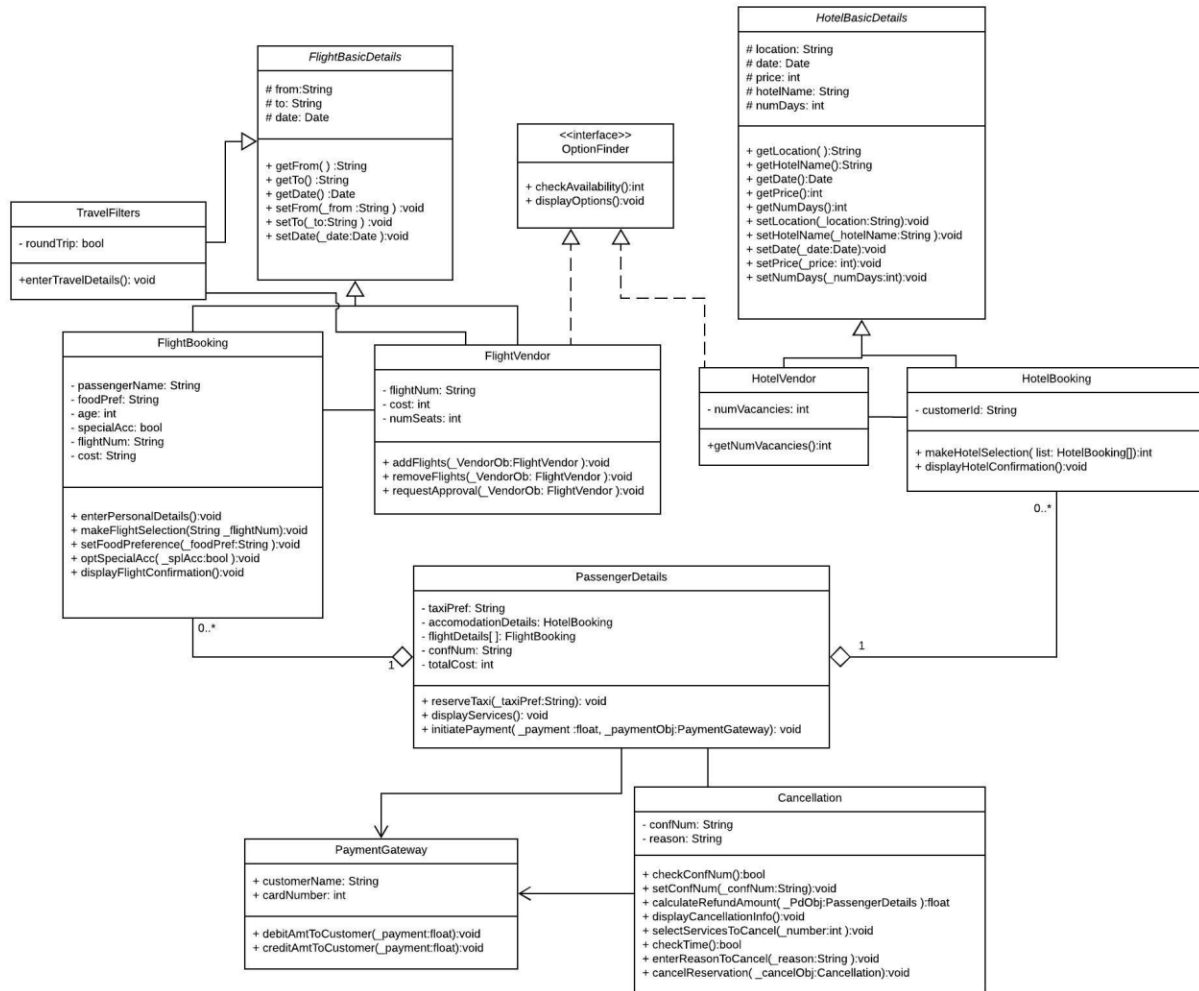 HotelBasicDetails
# location: String
# date: Date
# price: int
# hotelName: String
# numDays: int
+ getLocation( ):String
+ getHotelName():String
+ getDate():Date
+ getPrice():int
+ getNumDays():int
+ setLocation(_location:String):void
+ setHotelName(_hotelName:String ):void
+ setDate(_date:Date):void
+ setPrice(_price: int):void
+ setNumDays(_numDays:int):void
FlightBasicDetails
# from:String
# to: String
# date: Date
+ getFrom( ) :String
+ getTo() :String
+ getDate() :Date
+ setFrom(_from :String ) :void
+ setTo(_to:String ) :void
+ setDate(_date:Date ):void
<<interface>>
OptionFinder
+ checkAvailability():int
+ displayOptions():void
TravelFilters
- roundTrip: bool
+enterTravelDetails(): void
FlightBooking
- passengerName: String
- foodPref: String
- age: int
- specialAcc: bool
- flightNum: String
- cost: String
+ enterPersonalDetails():void
+ makeFlightSelection(String _flightNum):void
+ setFoodPreference(_foodPref:String ):void
+ optSpecialAcc( _splAcc:bool ):void
+ displayFlightConfirmation():void
FlightVendor
- flightNum: String
- cost: int
- numSeats: int
+ addFlights(_VendorOb:FlightVendor ):void
+ removeFlights(_VendorOb: FlightVendor ):void
+ requestApproval(_VendorOb: FlightVendor ):void
HotelVendor
- numVacancies: int
+getNumVacancies():int
HotelBooking
- customerId: String
+ makeHotelSelection( list: HotelBooking[]):int
+ displayHotelConfirmation():void
0..*
0..*
1
1
PassengerDetails
- taxiPref: String
- accomodationDetails: HotelBooking
- flightDetails[ ]: FlightBooking
- confNum: String
- totalCost: int
+ reserveTaxi(_taxiPref:String): void
+ displayServices(): void
+ initiatePayment( _payment :float, _paymentObj:PaymentGateway): void
PaymentGateway
+ customerName: String
+ cardNumber: int
+ debitAmtToCustomer(_payment:float):void
+ creditAmtToCustomer(_payment:float):void
Cancellation
- confNum: String
- reason: String
+ checkConfNum():bool
+ setConfNum(_confNum:String):void
+ calculateRefundAmount( _PdObj:PassengerDetails ):float
+ displayCancellationInfo():void
+ selectServicesToCancel(_number:int ):void
+ checkTime():bool
+ enterReasonToCancel(_reason:String ):void
+ cancelReservation( _cancelObj:Cancellation):void